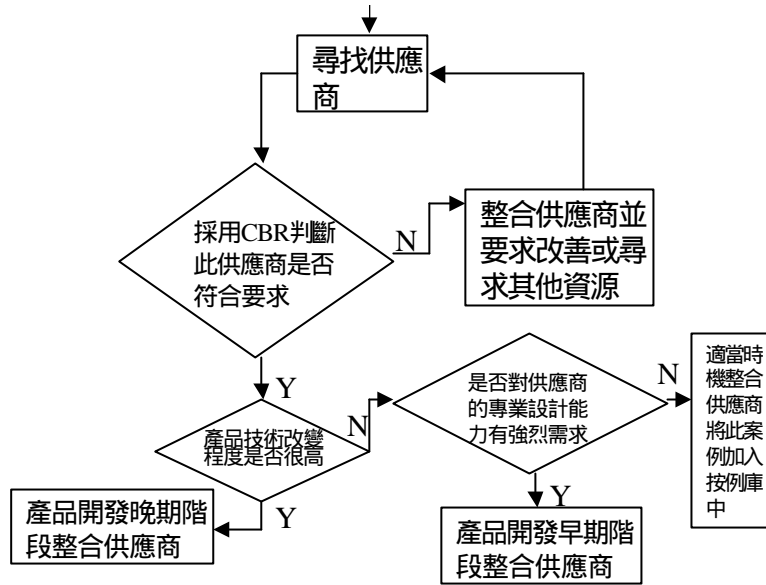 尋找供應
商
採用CBR判斷
此供應商是否
符合要求
N
整合供應商並
要求改善或尋
求其他資源
Y
產品技術改變
程度是否很高
N
是否對供應商
的專業設計能
力有強烈需求
N
適當時
機整合
供應商
將此案
例加入
按例庫
中
Y
產品開發晚期階
段整合供應商
Y
產品開發早期階
段整合供應商